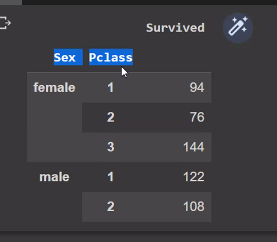 Survived
Sex Pclass
female 1 94
2 76
3 144
male 1 122
2 108